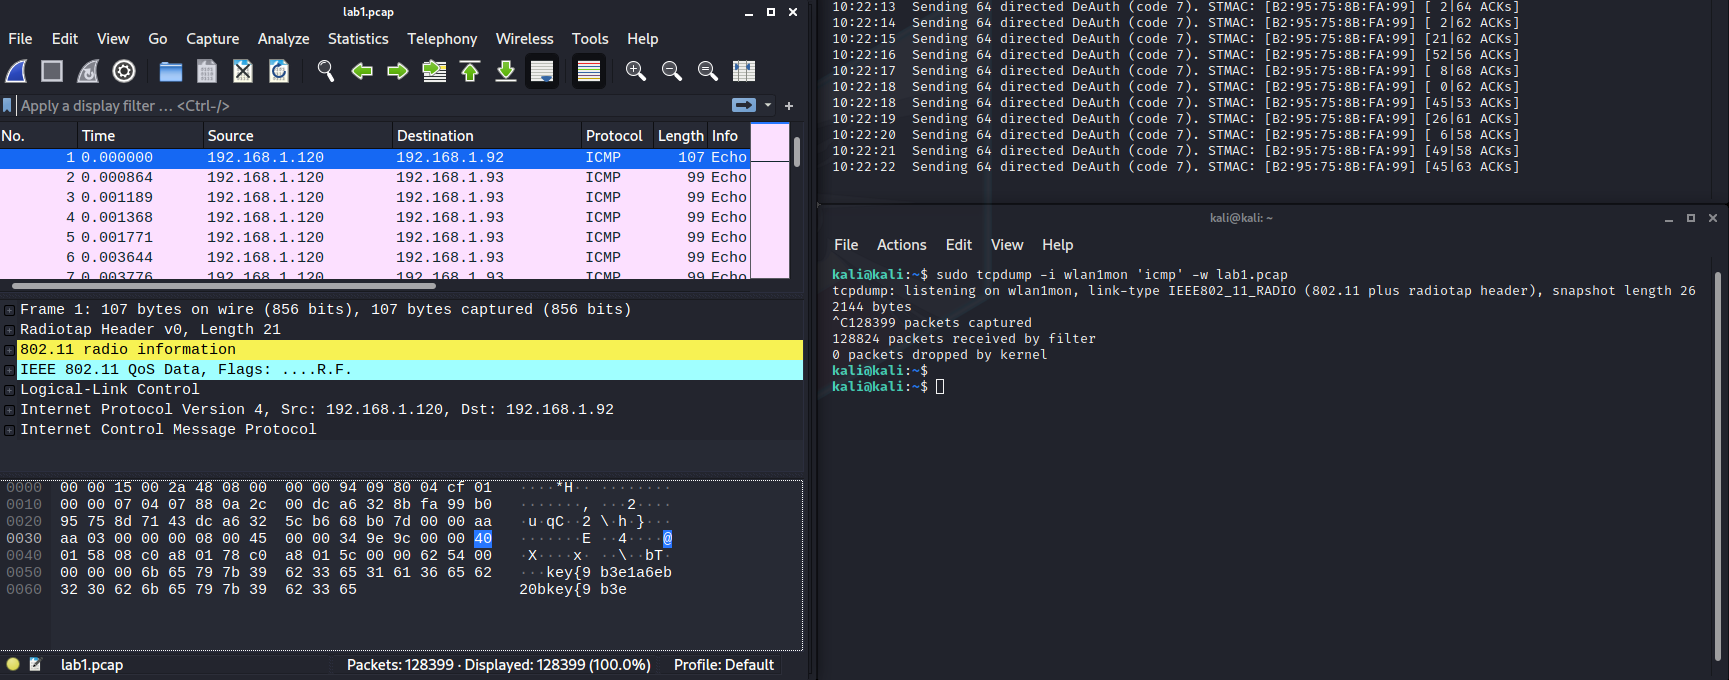 lab1.pcap
File Edit View Go Capture Analyze Statistics Telephony Wireless Tools Help
Apply a display filter … <Ctrl-/>
No. Time Source Destination Protocol Length Info
1 0.000000 192.168.1.120 192.168.1.92 ICMP 107 Echo
2 0.000864 192.168.1.120 192.168.1.93 ICMP 99 Echo
3 0.001189 192.168.1.120 192.168.1.93 ICMP 99 Echo
4 0.001368 192.168.1.120 192.168.1.93 ICMP 99 Echo
5 0.001771 192.168.1.120 192.168.1.93 ICMP 99 Echo
6 0.003644 192.168.1.120 192.168.1.93 ICMP 99 Echo
7 0.003776 192.168.1.120 192.168.1.93 ICMP 99 Echo
Frame 1: 107 bytes on wire (856 bits), 107 bytes captured (856 bits)
Radiotap Header v0, Length 21
802.11 radio information
IEEE 802.11 QoS Data, Flags: ....R.F.
Logical-Link Control
Internet Protocol Version 4, Src: 192.168.1.120, Dst: 192.168.1.92
Internet Control Message Protocol
0000 00 00 15 00 2a 48 08 00 00 00 94 09 80 04 cf 01 ····*H·· ········
0010 00 00 07 04 07 88 0a 2c 00 dc a6 32 8b fa 99 b0 ·······, ···2····
0020 95 75 8d 71 43 dc a6 32 5c b6 68 b0 7d 00 00 aa ·u·qC··2 \·h·}···
0030 aa 03 00 00 00 08 00 45 00 00 34 9e 9c 00 00 40 ·······E ··4····@
0040 01 58 08 c0 a8 01 78 c0 a8 01 5c 00 00 62 54 00 ·X····x· ··\··bT·
0050 00 00 00 6b 65 79 7b 39 62 33 65 31 61 36 65 62 ···key{9 b3e1a6eb
0060 32 30 62 6b 65 79 7b 39 62 33 65 20bkey{9 b3e
lab1.pcap Packets: 128399 · Displayed: 128399 (100.0%) Profile: Default
10:22:13 Sending 64 directed DeAuth (code 7). STMAC: [B2:95:75:8B:FA:99] [ 2|64 ACKs]
10:22:14 Sending 64 directed DeAuth (code 7). STMAC: [B2:95:75:8B:FA:99] [ 2|62 ACKs]
10:22:15 Sending 64 directed DeAuth (code 7). STMAC: [B2:95:75:8B:FA:99] [21|62 ACKs]
10:22:16 Sending 64 directed DeAuth (code 7). STMAC: [B2:95:75:8B:FA:99] [52|56 ACKs]
10:22:17 Sending 64 directed DeAuth (code 7). STMAC: [B2:95:75:8B:FA:99] [ 8|68 ACKs]
10:22:18 Sending 64 directed DeAuth (code 7). STMAC: [B2:95:75:8B:FA:99] [ 0|62 ACKs]
10:22:18 Sending 64 directed DeAuth (code 7). STMAC: [B2:95:75:8B:FA:99] [45|53 ACKs]
10:22:19 Sending 64 directed DeAuth (code 7). STMAC: [B2:95:75:8B:FA:99] [26|61 ACKs]
10:22:20 Sending 64 directed DeAuth (code 7). STMAC: [B2:95:75:8B:FA:99] [ 6|58 ACKs]
10:22:21 Sending 64 directed DeAuth (code 7). STMAC: [B2:95:75:8B:FA:99] [49|58 ACKs]
10:22:22 Sending 64 directed DeAuth (code 7). STMAC: [B2:95:75:8B:FA:99] [45|63 ACKs]
kali@kali: ~
File Actions Edit View Help
kali@kali:~$ sudo tcpdump -i wlan1mon 'icmp' -w lab1.pcap
tcpdump: listening on wlan1mon, link-type IEEE802_11_RADIO (802.11 plus radiotap header), snapshot length 26
2144 bytes
^C128399 packets captured
128824 packets received by filter
0 packets dropped by kernel
kali@kali:~$
kali@kali:~$